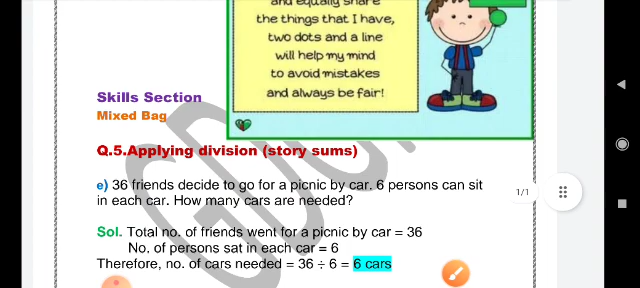 and equally share
the things that I have,
two dots and a line
will help my mind
to avoid mistakes
and always be fair!
Skills Section
Mixed Bag
Q.5.Applying division (story sums)
e) 36 friends decide to go for a picnic by car. 6 persons can sit
in each car. How many cars are needed?
1/1
Sol. Total no. of friends went for a picnic by car = 36
No. of persons sat in each car = 6
Therefore, no. of cars needed = 36 ÷ 6 = 6 cars